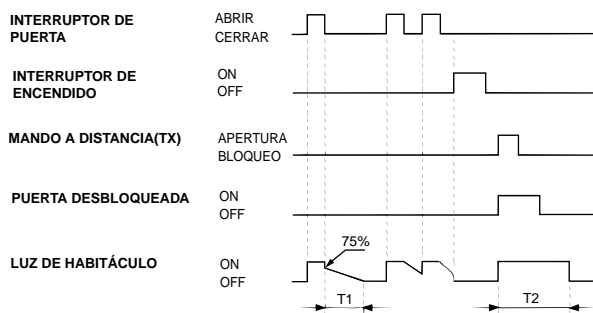 INTERRUPTOR DE
PUERTA
ABRIR
CERRAR
INTERRUPTOR DE
ENCENDIDO
ON
OFF
MANDO A DISTANCIA(TX)
APERTURA
BLOQUEO
PUERTA DESBLOQUEADA
ON
OFF
75%
LUZ DE HABITÁCULO
ON
OFF
T1
T2